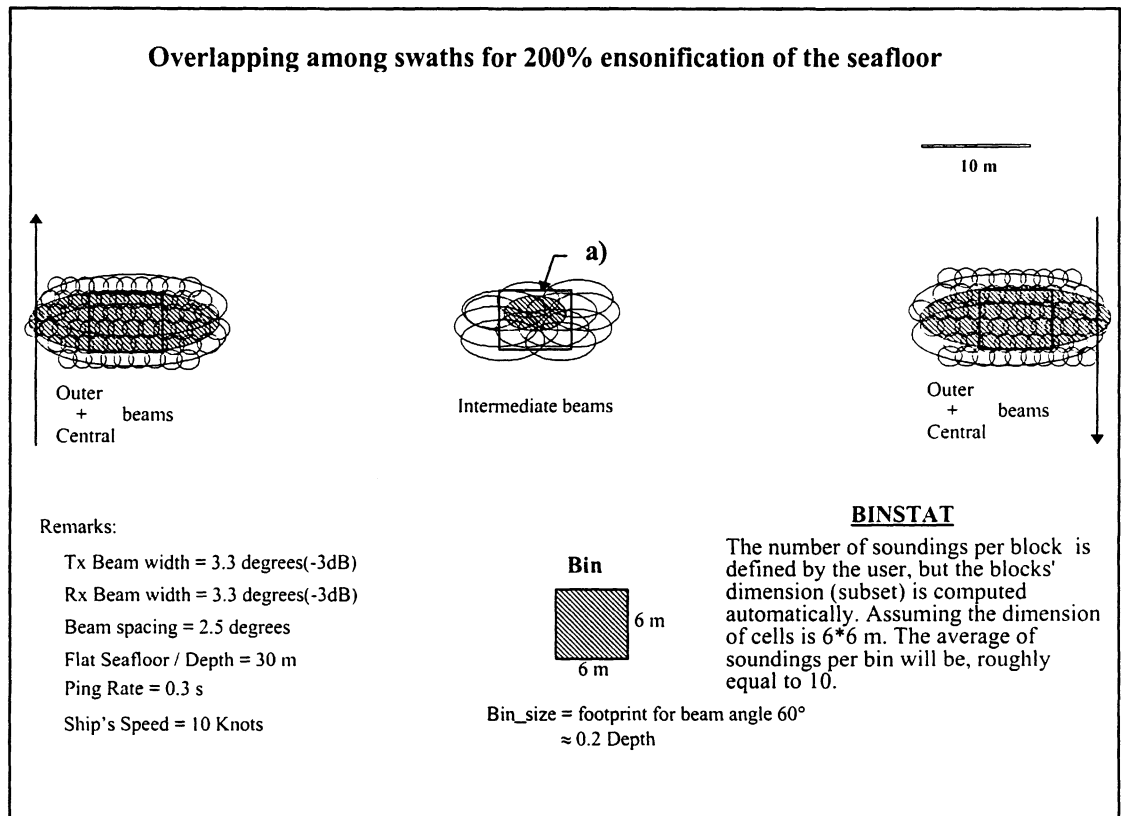 Overlapping among swaths for 200% ensonification of the seafloor
10 m
a)
Outer
+ beams
Central
Intermediate beams
Outer
+ beams
Central
Remarks:
Tx Beam width = 3.3 degrees(-3dB)
Rx Beam width = 3.3 degrees(-3dB)
Beam spacing = 2.5 degrees
Flat Seafloor / Depth = 30 m
Ping Rate = 0.3 s
Ship's Speed = 10 Knots
Bin
6 m
6 m
Bin_size = footprint for beam angle 60°
≈ 0.2 Depth
BINSTAT
The number of soundings per block is
defined by the user, but the blocks'
dimension (subset) is computed
automatically. Assuming the dimension
of cells is 6*6 m. The average of
soundings per bin will be, roughly
equal to 10.